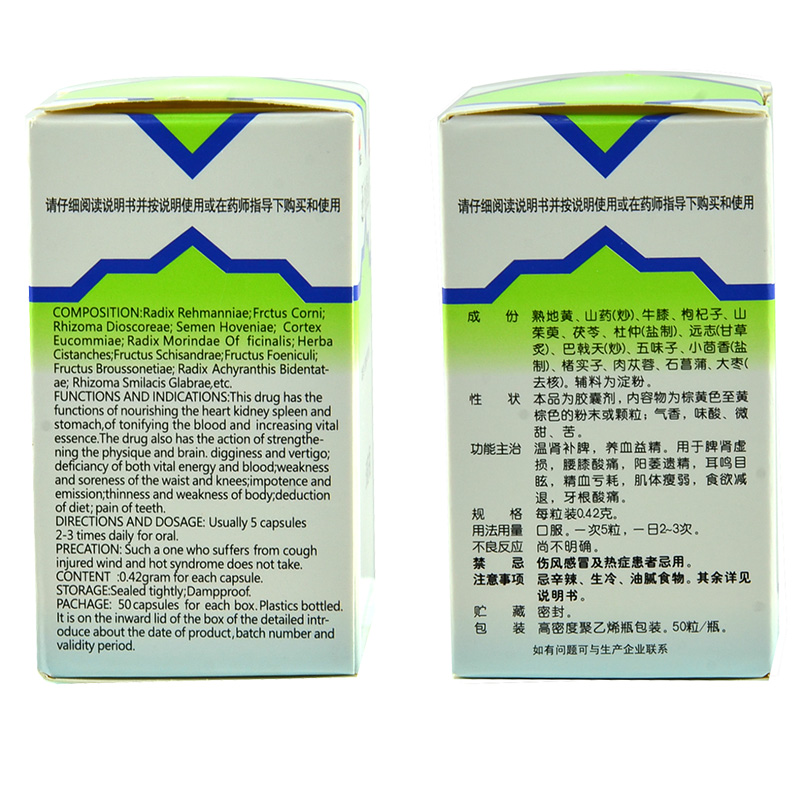 请仔细阅读说明书并按说明使用或在药师指导下购买和使用
COMPOSITION:Radix Rehmanniae;Frctus Corni;
Rhizoma Dioscoreae; Semen Hoveniae; Cortex
Eucommiae; Radix Morindae Of ficinalis; Herba
Cistanches;Fructus Schisandrae;Fructus Foeniculi;
Fructus Broussonetiae; Radix Achyranthis Bidentat-
ae; Rhizoma Smilacis Glabrae,etc.
FUNCTIONS AND INDICATIONS:This drug has the
functions of nourishing the heart kidney spleen and
stomach,of tonifying the blood and increasing vital
essence.The drug also has the action of strengthe-
ning the physique and brain. digginess and vertigo;
deficiancy of both vital energy and blood;weakness
and soreness of the waist and knees;impotence and
emission;thinness and weakness of body;deduction
of diet; pain of teeth.
DIRECTIONS AND DOSAGE: Usually 5 capsules
2-3 times daily for oral.
PRECATION: Such a one who suffers from cough
injured wind and hot syndrome does not take.
CONTENT :0.42gram for each capsule.
STORAGE:Sealed tightly;Dampproof.
PACHAGE: 50 capsules for each box. Plastics bottled.
It is on the inward lid of the box of the detailed intr-
oduce about the date of product, batch number and
validity period.
请仔细阅读说明书并按说明使用或在药师指导下购买和使用
成 份 熟地黄、山药(炒)、牛膝、枸杞子、山
茱萸、茯苓、杜仲(盐制)、远志(甘草
炙)、巴戟天(炒)、五味子、小茴香(盐
制)、楮实子、肉苁蓉、石菖蒲、大枣(
去核)。辅料为淀粉。
性 状 本品为胶囊剂，内容物为棕黄色至黄
棕色的粉末或颗粒；气香，味酸、微
甜、苦。
功能主治 温肾补脾，养血益精。用于脾肾虚
损，腰膝酸痛，阳萎遗精，耳鸣目
眩，精血亏耗，肌体瘦弱，食欲减
退，牙根酸痛。
规 格 每粒装0.42克。
用法用量 口服。一次5粒，一日2~3次。
不良反应 尚不明确。
禁 忌 伤风感冒及热症患者忌用。
注意事项 忌辛辣、生冷、油腻食物。其余详见
说明书。
贮 藏 密封。
包 装 高密度聚乙烯瓶包装。50粒/瓶。
如有问题可与生产企业联系